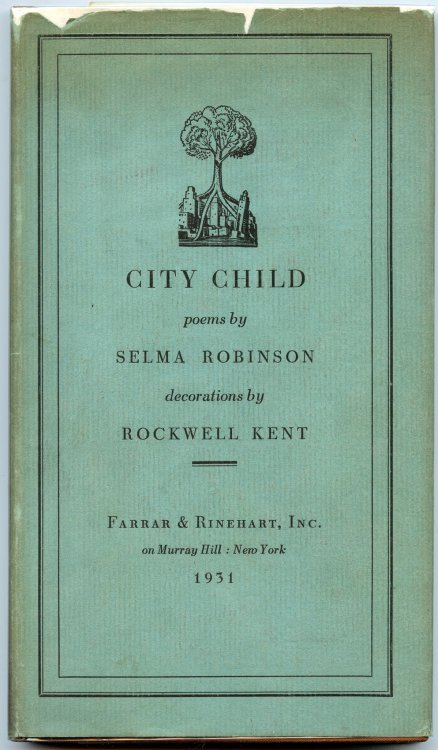 CITY CHILD
poems by
SELMA ROBINSON
decorations by
ROCKWELL KENT
FARRAR & RINEHART, INC.
on Murray Hill : New York
1931